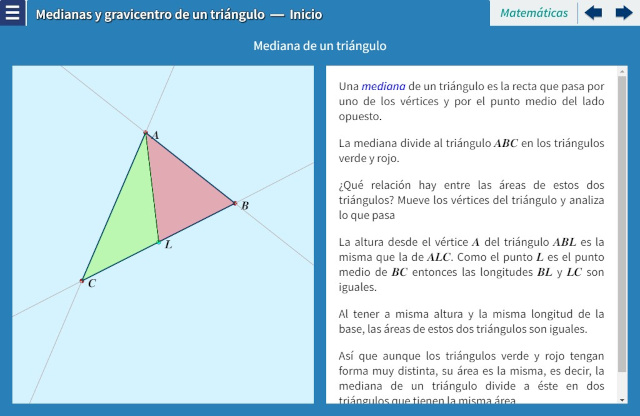 Medianas y gravicentro de un triángulo — Inicio
Matemáticas
Mediana de un triángulo
A
B
L
C
Una mediana de un triángulo es la recta que pasa por
uno de los vértices y por el punto medio del lado
opuesto.
La mediana divide al triángulo ABC en los triángulos
verde y rojo.
¿Qué relación hay entre las áreas de estos dos
triángulos? Mueve los vértices del triángulo y analiza
lo que pasa
La altura desde el vértice A del triángulo ABL es la
misma que la de ALC. Como el punto L es el punto
medio de BC entonces las longitudes BL y LC son
iguales.
Al tener a misma altura y la misma longitud de la
base, las áreas de estos dos triángulos son iguales.
Así que aunque los triángulos verde y rojo tengan
forma muy distinta, su área es la misma, es decir, la
mediana de un triángulo divide a éste en dos
triángulos que tienen la misma área